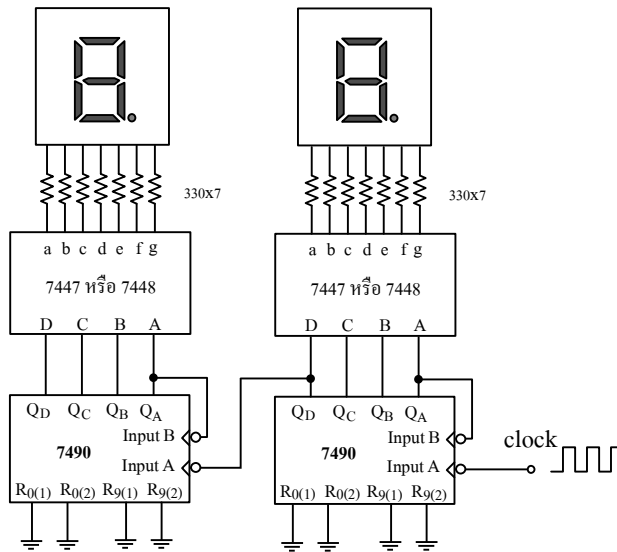 330x7
330x7
a b c d e f g
7447 หรือ 7448
D C B A
a b c d e f g
7447 หรือ 7448
D C B A
QD QC QB QA
Input B
7490
Input A
R0(1) R0(2) R9(1) R9(2)
QD QC QB QA
Input B
7490
Input A
R0(1) R0(2) R9(1) R9(2)
clock